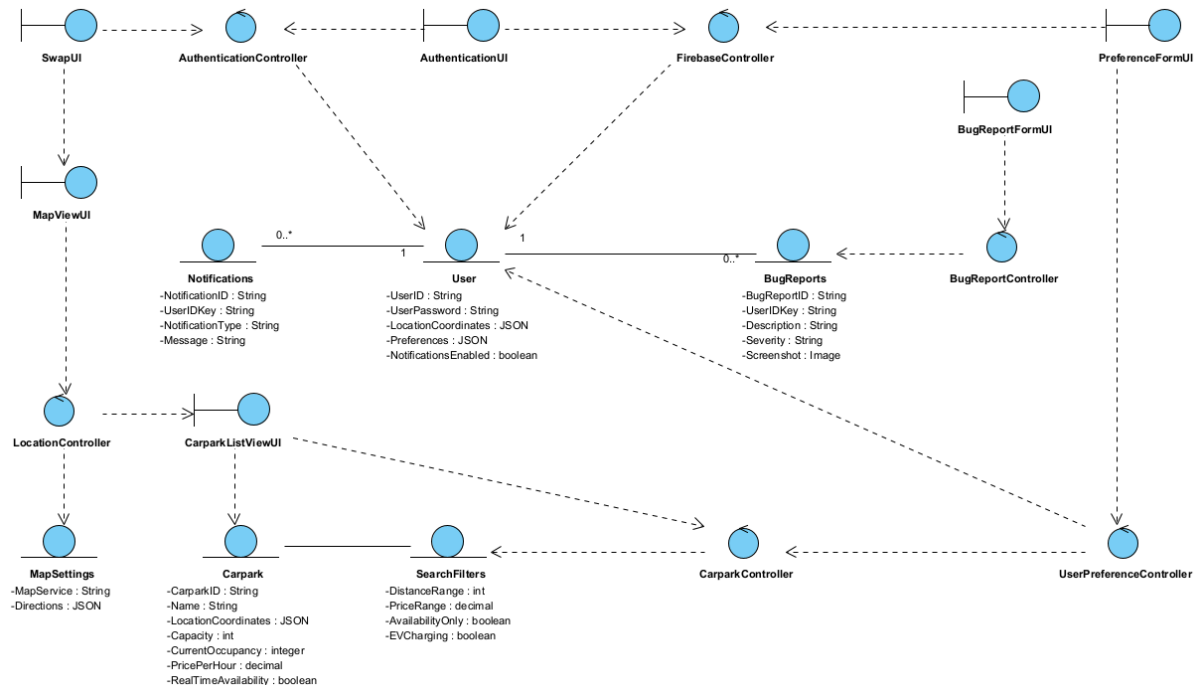 SwapUI
AuthenticationController
AuthenticationUI
FirebaseController
PreferenceFormUI
BugReportFormUI
MapViewUI
0..*
1
1
0..*
Notifications
-NotificationID : String
-UserIDKey : String
-NotificationType : String
-Message : String
User
-UserID : String
-UserPassword : String
-LocationCoordinates : JSON
-Preferences : JSON
-NotificationsEnabled : boolean
BugReports
-BugReportID : String
-UserIDKey : String
-Description : String
-Severity : String
-Screenshot : Image
BugReportController
LocationController
CarparkListViewUI
MapSettings
-MapService : String
-Directions : JSON
Carpark
-CarparkID : String
-Name : String
-LocationCoordinates : JSON
-Capacity : int
-CurrentOccupancy : integer
-PricePerHour : decimal
-RealTimeAvailability : boolean
SearchFilters
-DistanceRange : int
-PriceRange : decimal
-AvailabilityOnly : boolean
-EVCharging : boolean
CarparkController
UserPreferenceController